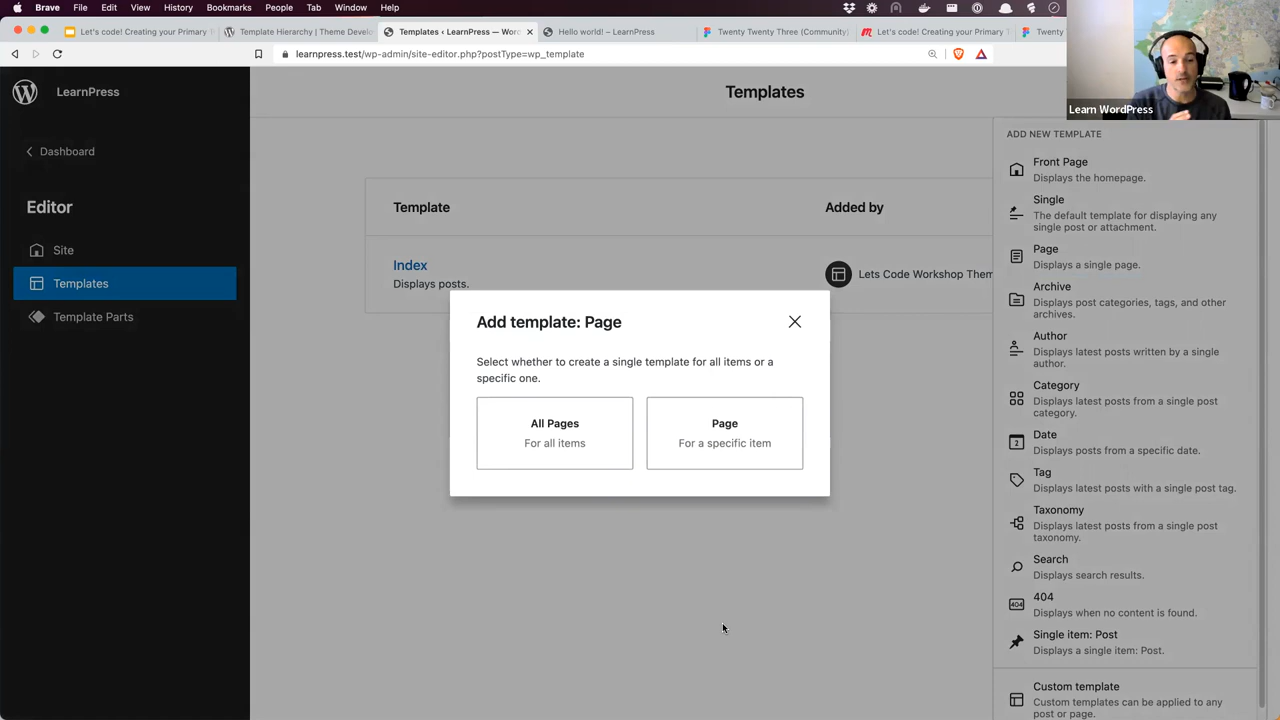 Brave File Edit View History Bookmarks People Tab Window Help
Let's code! Creating your Primary
Template Hierarchy | Theme Develo
Templates ‹ LearnPress — Wor
Hello world! – LearnPress
Twenty Twenty Three (Community)
Let's code! Creating your Primary
Twenty
learnpress.test/wp-admin/site-editor.php?postType=wp_template
Learn WordPress
LearnPress
Dashboard
Editor
Site
Templates
Template Parts
Templates
Template
Added by
Index
Displays posts.
Lets Code Workshop Them
Add template: Page
Select whether to create a single template for all items or a
specific one.
All Pages
For all items
Page
For a specific item
ADD NEW TEMPLATE
Front Page
Displays the homepage.
Single
The default template for displaying any
single post or attachment.
Page
Displays a single page.
Archive
Displays post categories, tags, and other
archives.
Author
Displays latest posts written by a single
author.
Category
Displays latest posts from a single post
category.
2
Date
Displays posts from a specific date.
Tag
Displays latest posts with a single post tag.
Taxonomy
Displays latest posts from a single post
taxonomy.
Search
Displays search results.
404
404
Displays when no content is found.
Single item: Post
Displays a single item: Post.
Custom template
Custom templates can be applied to any
post or page.